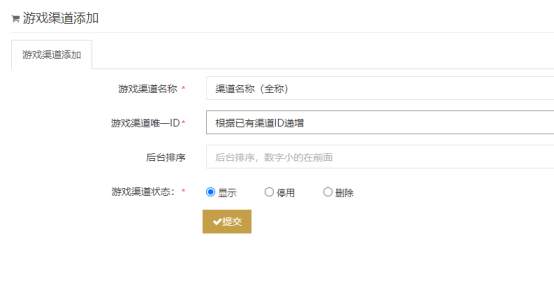 游戏渠道添加
游戏渠道添加
游戏渠道名称 * 渠道名称（全称）
游戏渠道唯一ID* 根据已有渠道ID递增
后台排序 后台排序，数字小的在前面
游戏渠道状态：* 显示 停用 删除
提交